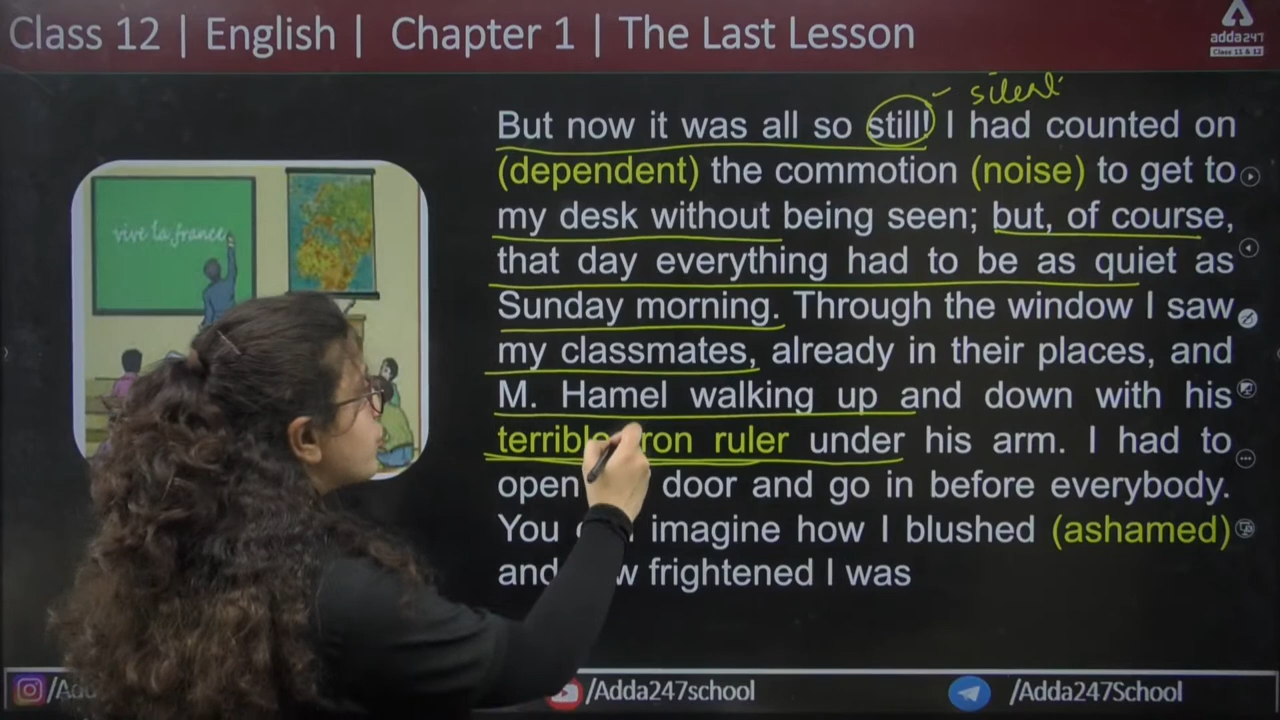 Class 12 | English | Chapter 1 | The Last Lesson
adda247
Class 11 & 12
silent
But now it was all so still! I had counted on
(dependent) the commotion (noise) to get to
my desk without being seen; but, of course,
that day everything had to be as quiet as
Sunday morning. Through the window I saw
my classmates, already in their places, and
M. Hamel walking up and down with his
terrible iron ruler under his arm. I had to
open door and go in before everybody.
You imagine how I blushed (ashamed)
and frightened I was
vive la france
/Adda247school
/Adda247School